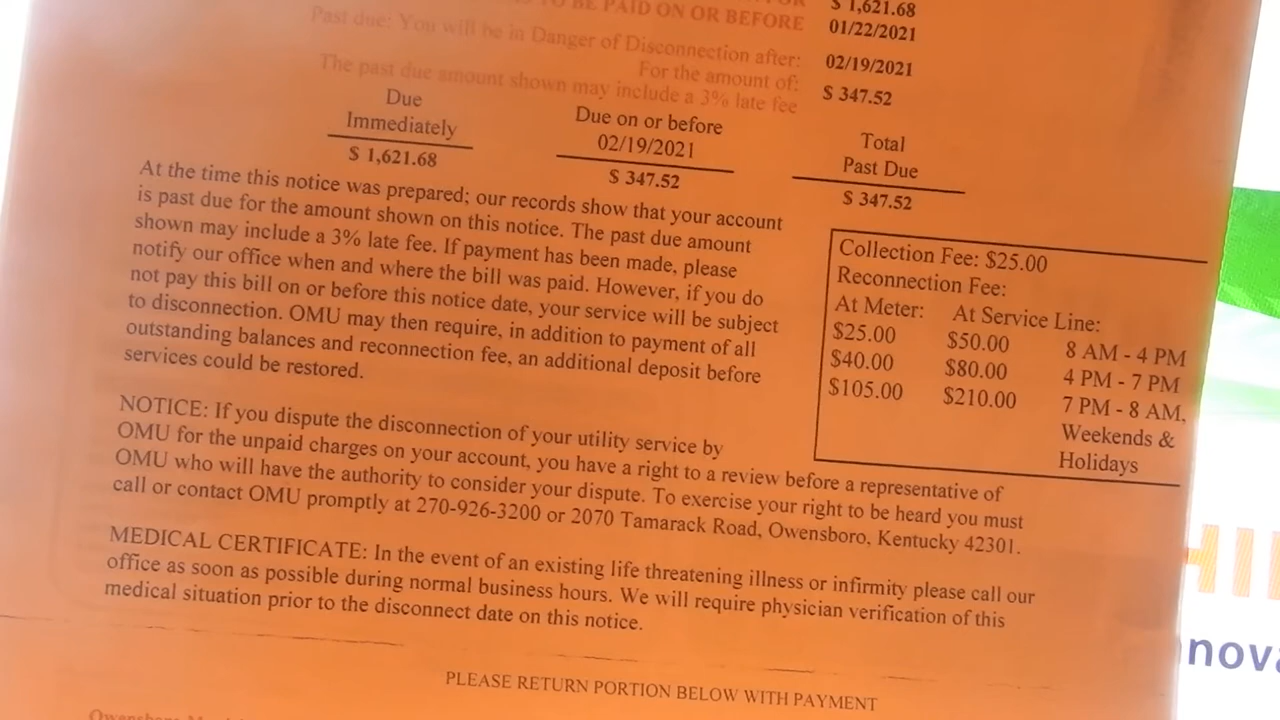 $ 1,621.68
TO BE PAID ON OR BEFORE 01/22/2021
Past due: You will be in Danger of Disconnection after: 02/19/2021
For the amount of: $ 347.52
The past due amount shown may include a 3% late fee
Due Immediately
$ 1,621.68
Due on or before
02/19/2021
$ 347.52
Total
Past Due
$ 347.52
At the time this notice was prepared; our records show that your account
is past due for the amount shown on this notice. The past due amount
shown may include a 3% late fee. If payment has been made, please
notify our office when and where the bill was paid. However, if you do
not pay this bill on or before this notice date, your service will be subject
to disconnection. OMU may then require, in addition to payment of all
outstanding balances and reconnection fee, an additional deposit before
services could be restored.
Collection Fee: $25.00
Reconnection Fee:
At Meter: At Service Line:
$25.00 $50.00 8 AM - 4 PM
$40.00 $80.00 4 PM - 7 PM
$105.00 $210.00 7 PM - 8 AM,
Weekends &
Holidays
NOTICE: If you dispute the disconnection of your utility service by
OMU for the unpaid charges on your account, you have a right to a review before a representative of
OMU who will have the authority to consider your dispute. To exercise your right to be heard you must
call or contact OMU promptly at 270-926-3200 or 2070 Tamarack Road, Owensboro, Kentucky 42301.
MEDICAL CERTIFICATE: In the event of an existing life threatening illness or infirmity please call our
office as soon as possible during normal business hours. We will require physician verification of this
medical situation prior to the disconnect date on this notice.
PLEASE RETURN PORTION BELOW WITH PAYMENT